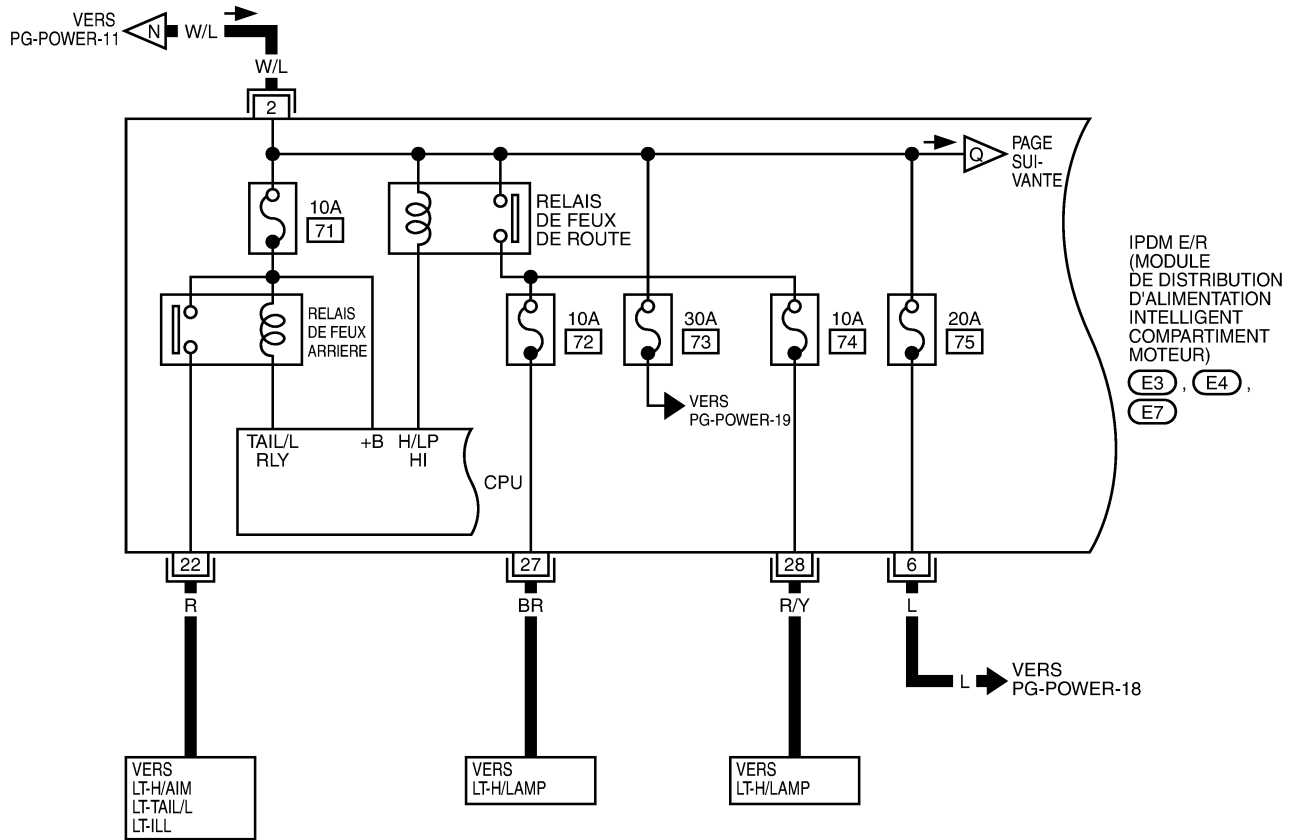 VERS
PG-POWER-11
N
W/L
W/L
2
Q
PAGE
SUI-
VANTE
10A
71
RELAIS
DE FEUX
DE ROUTE
RELAIS
DE FEUX
ARRIERE
10A
72
30A
73
10A
74
20A
75
IPDM E/R
(MODULE
DE DISTRIBUTION
D'ALIMENTATION
INTELLIGENT
COMPARTIMENT
MOTEUR)
E3 , E4 ,
E7
VERS
PG-POWER-19
TAIL/L
RLY
+B
H/LP
HI
CPU
22
27
28
6
R
BR
R/Y
L
L
VERS
PG-POWER-18
VERS
LT-H/AIM
LT-TAIL/L
LT-ILL
VERS
LT-H/LAMP
VERS
LT-H/LAMP